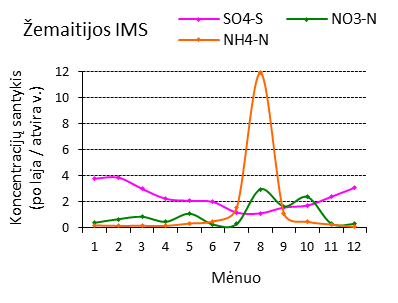 Žemaitijos IMS
SO4-S
NO3-N
NH4-N
Koncentracijų santykis
(po laja / atvira v.)
12
10
8
6
4
2
0
1 2 3 4 5 6 7 8 9 10 11 12
Mėnuo